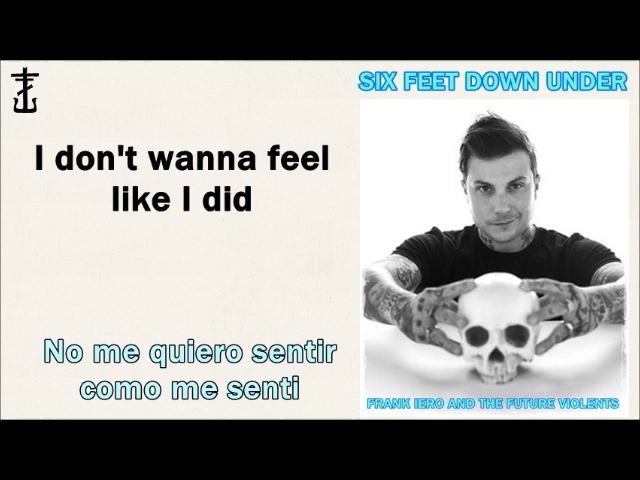 SIX FEET DOWN UNDER
I don't wanna feel
like I did
No me quiero sentir
como me senti
FRANK IERO AND THE FUTURE VIOLENTS